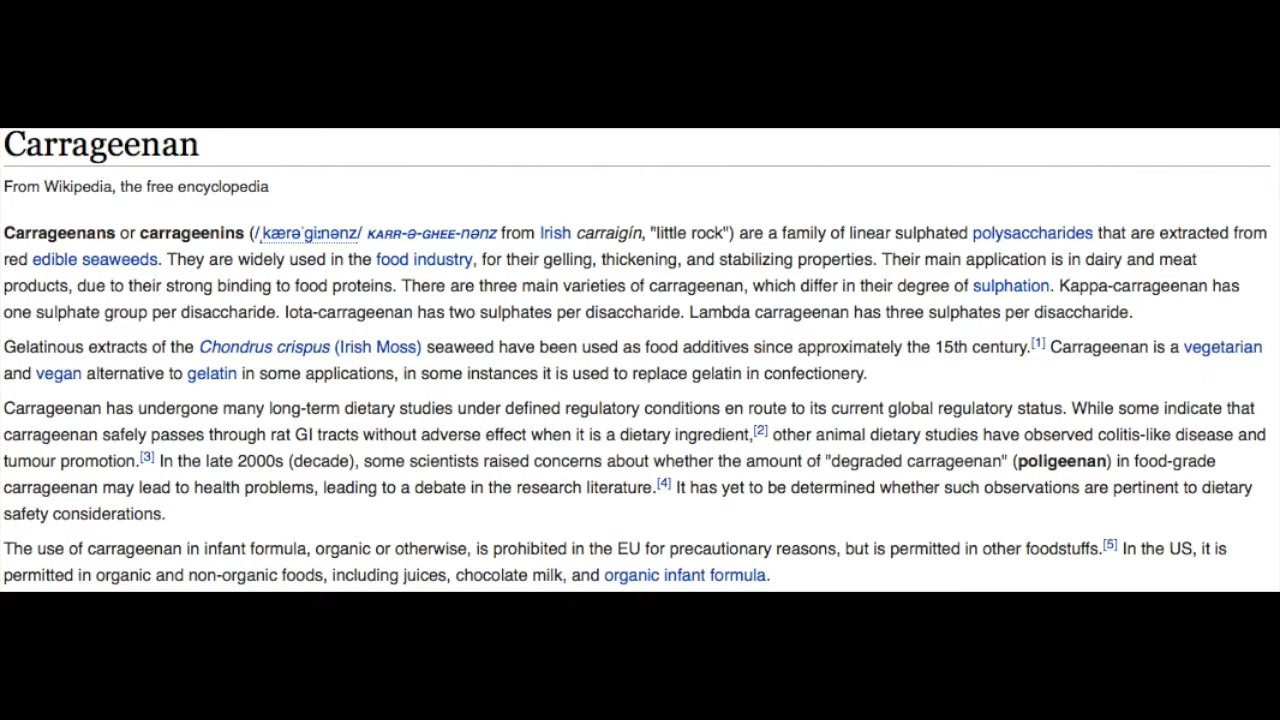 Carrageenan
From Wikipedia, the free encyclopedia
Carrageenans or carrageenins (/ˌkærəˈɡiːnənz/ KARR-ə-GHEE-nənz from Irish carraigín, "little rock") are a family of linear sulphated polysaccharides that are extracted from
red edible seaweeds. They are widely used in the food industry, for their gelling, thickening, and stabilizing properties. Their main application is in dairy and meat
products, due to their strong binding to food proteins. There are three main varieties of carrageenan, which differ in their degree of sulphation. Kappa-carrageenan has
one sulphate group per disaccharide. Iota-carrageenan has two sulphates per disaccharide. Lambda carrageenan has three sulphates per disaccharide.
Gelatinous extracts of the Chondrus crispus (Irish Moss) seaweed have been used as food additives since approximately the 15th century.[1] Carrageenan is a vegetarian
and vegan alternative to gelatin in some applications, in some instances it is used to replace gelatin in confectionery.
Carrageenan has undergone many long-term dietary studies under defined regulatory conditions en route to its current global regulatory status. While some indicate that
carrageenan safely passes through rat GI tracts without adverse effect when it is a dietary ingredient,[2] other animal dietary studies have observed colitis-like disease and
tumour promotion.[3] In the late 2000s (decade), some scientists raised concerns about whether the amount of "degraded carrageenan" (poligeenan) in food-grade
carrageenan may lead to health problems, leading to a debate in the research literature.[4] It has yet to be determined whether such observations are pertinent to dietary
safety considerations.
The use of carrageenan in infant formula, organic or otherwise, is prohibited in the EU for precautionary reasons, but is permitted in other foodstuffs.[5] In the US, it is
permitted in organic and non-organic foods, including juices, chocolate milk, and organic infant formula.